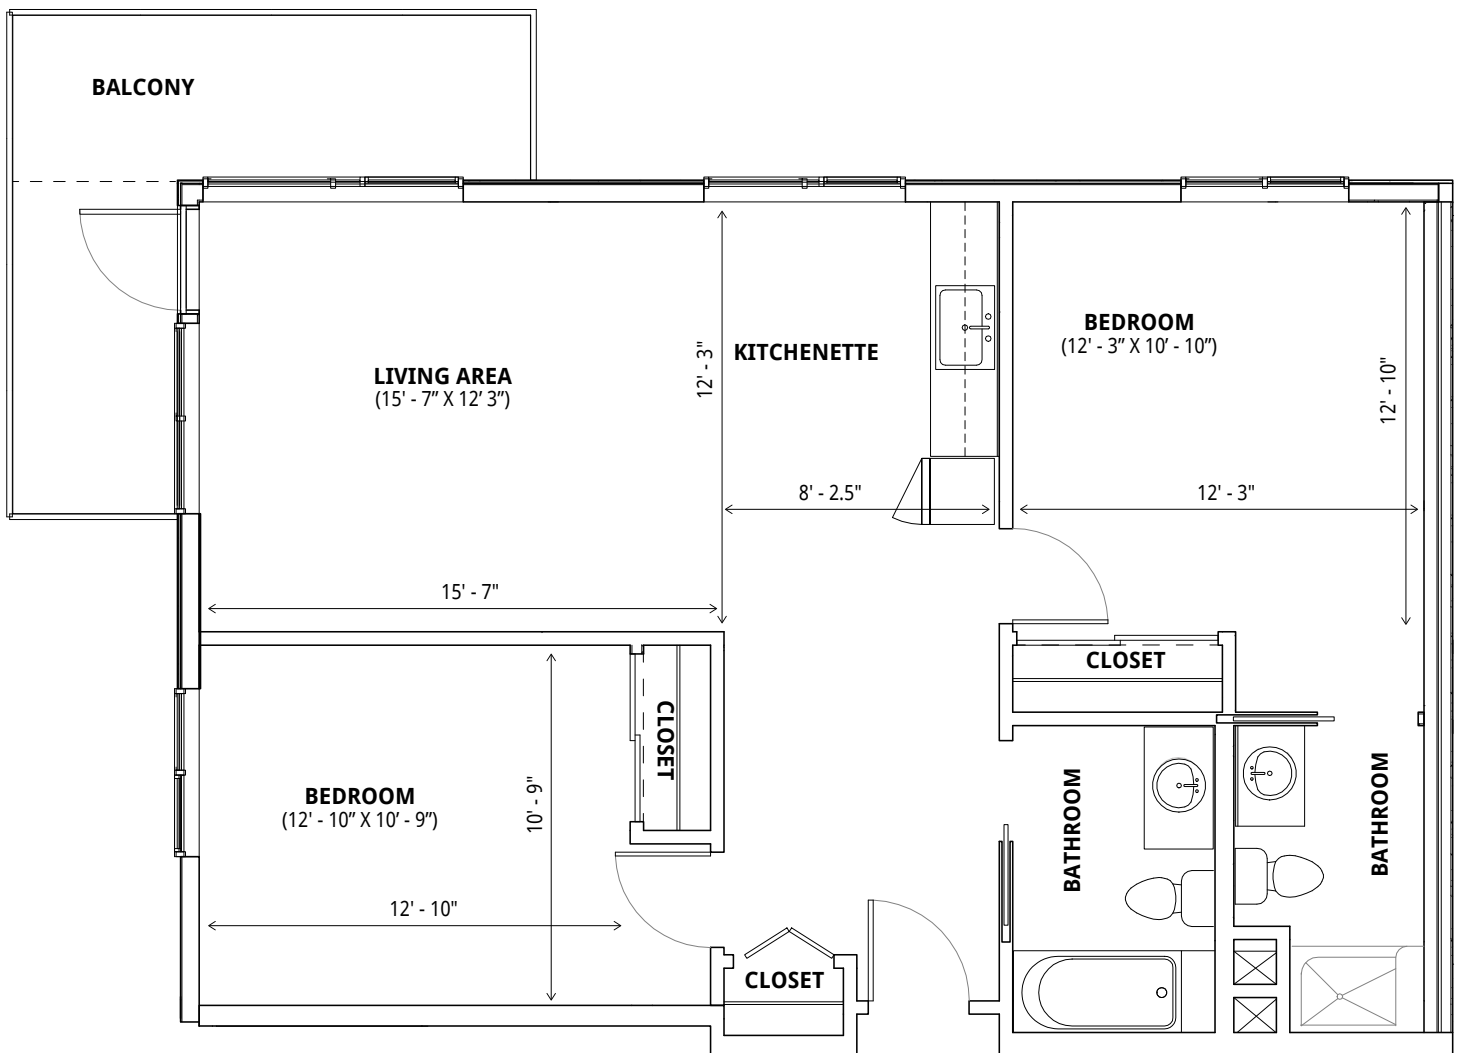 BALCONY
LIVING AREA
(15' - 7” X 12’ 3”)
12' - 3"
KITCHENETTE
BEDROOM
(12' - 3” X 10’ - 10”)
12' - 10"
8' - 2.5"
12' - 3"
15' - 7"
CLOSET
CLOSET
BEDROOM
(12' - 10” X 10’ - 9”)
10' - 9"
12' - 10"
BATHROOM
BATHROOM
CLOSET